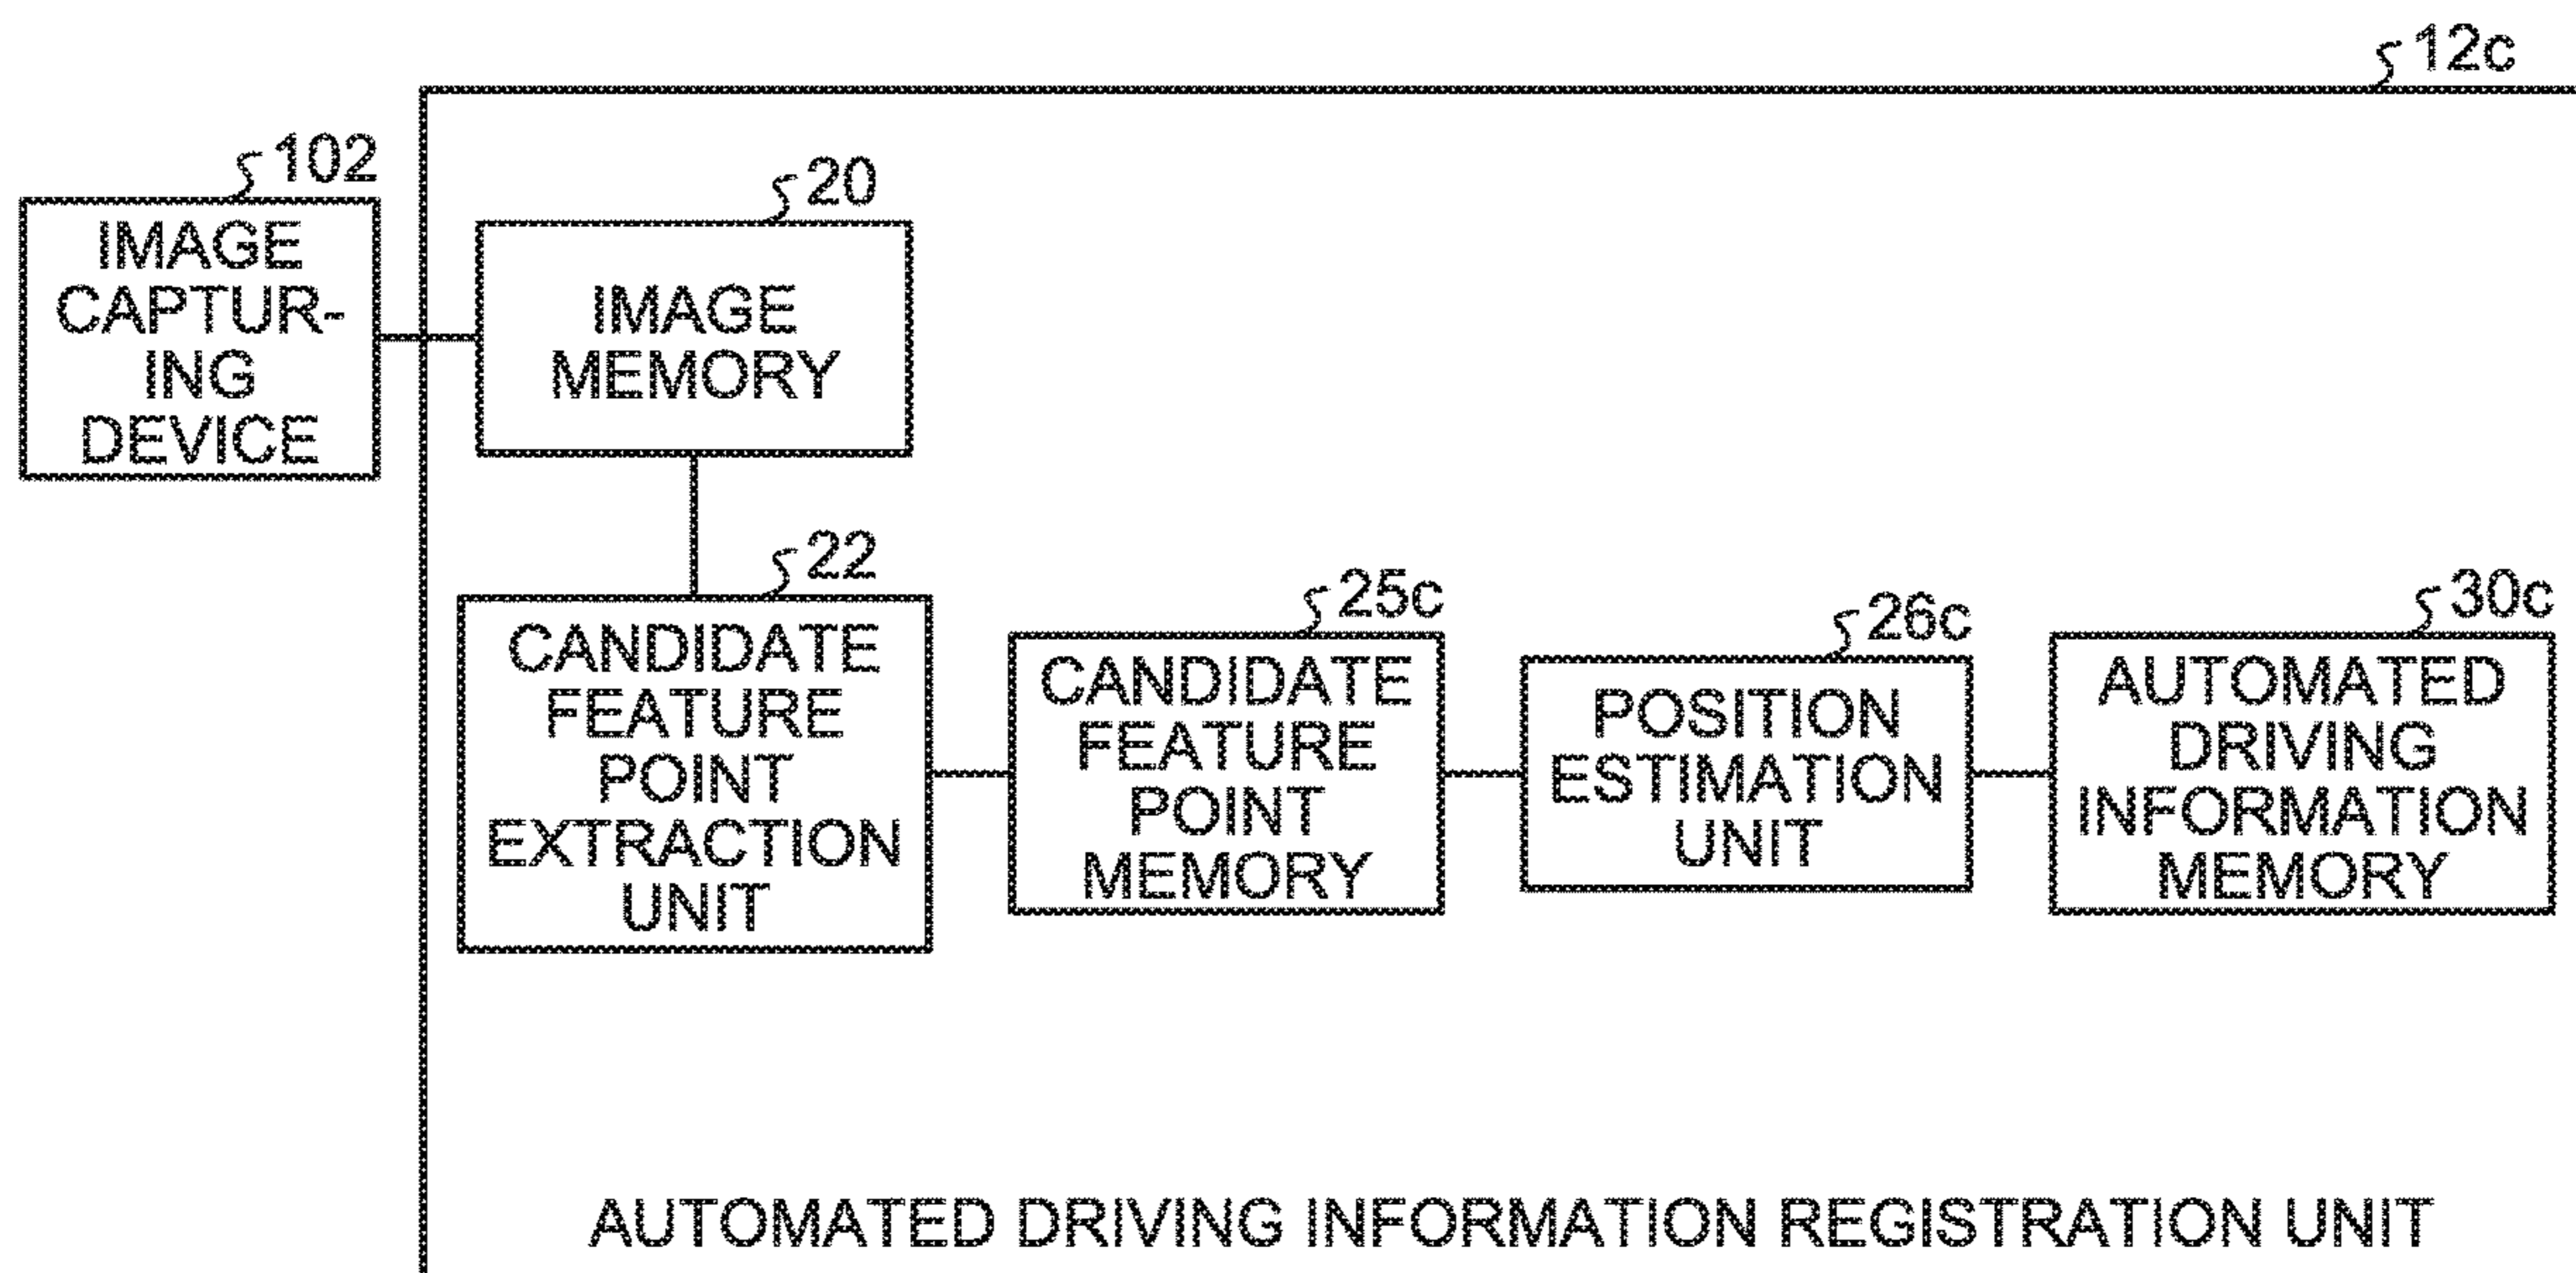 12c
102
IMAGE
CAPTUR-
ING
DEVICE
20
IMAGE
MEMORY
22
CANDIDATE
FEATURE
POINT
EXTRACTION
UNIT
25c
CANDIDATE
FEATURE
POINT
MEMORY
26c
POSITION
ESTIMATION
UNIT
30c
AUTOMATED
DRIVING
INFORMATION
MEMORY
AUTOMATED DRIVING INFORMATION REGISTRATION UNIT